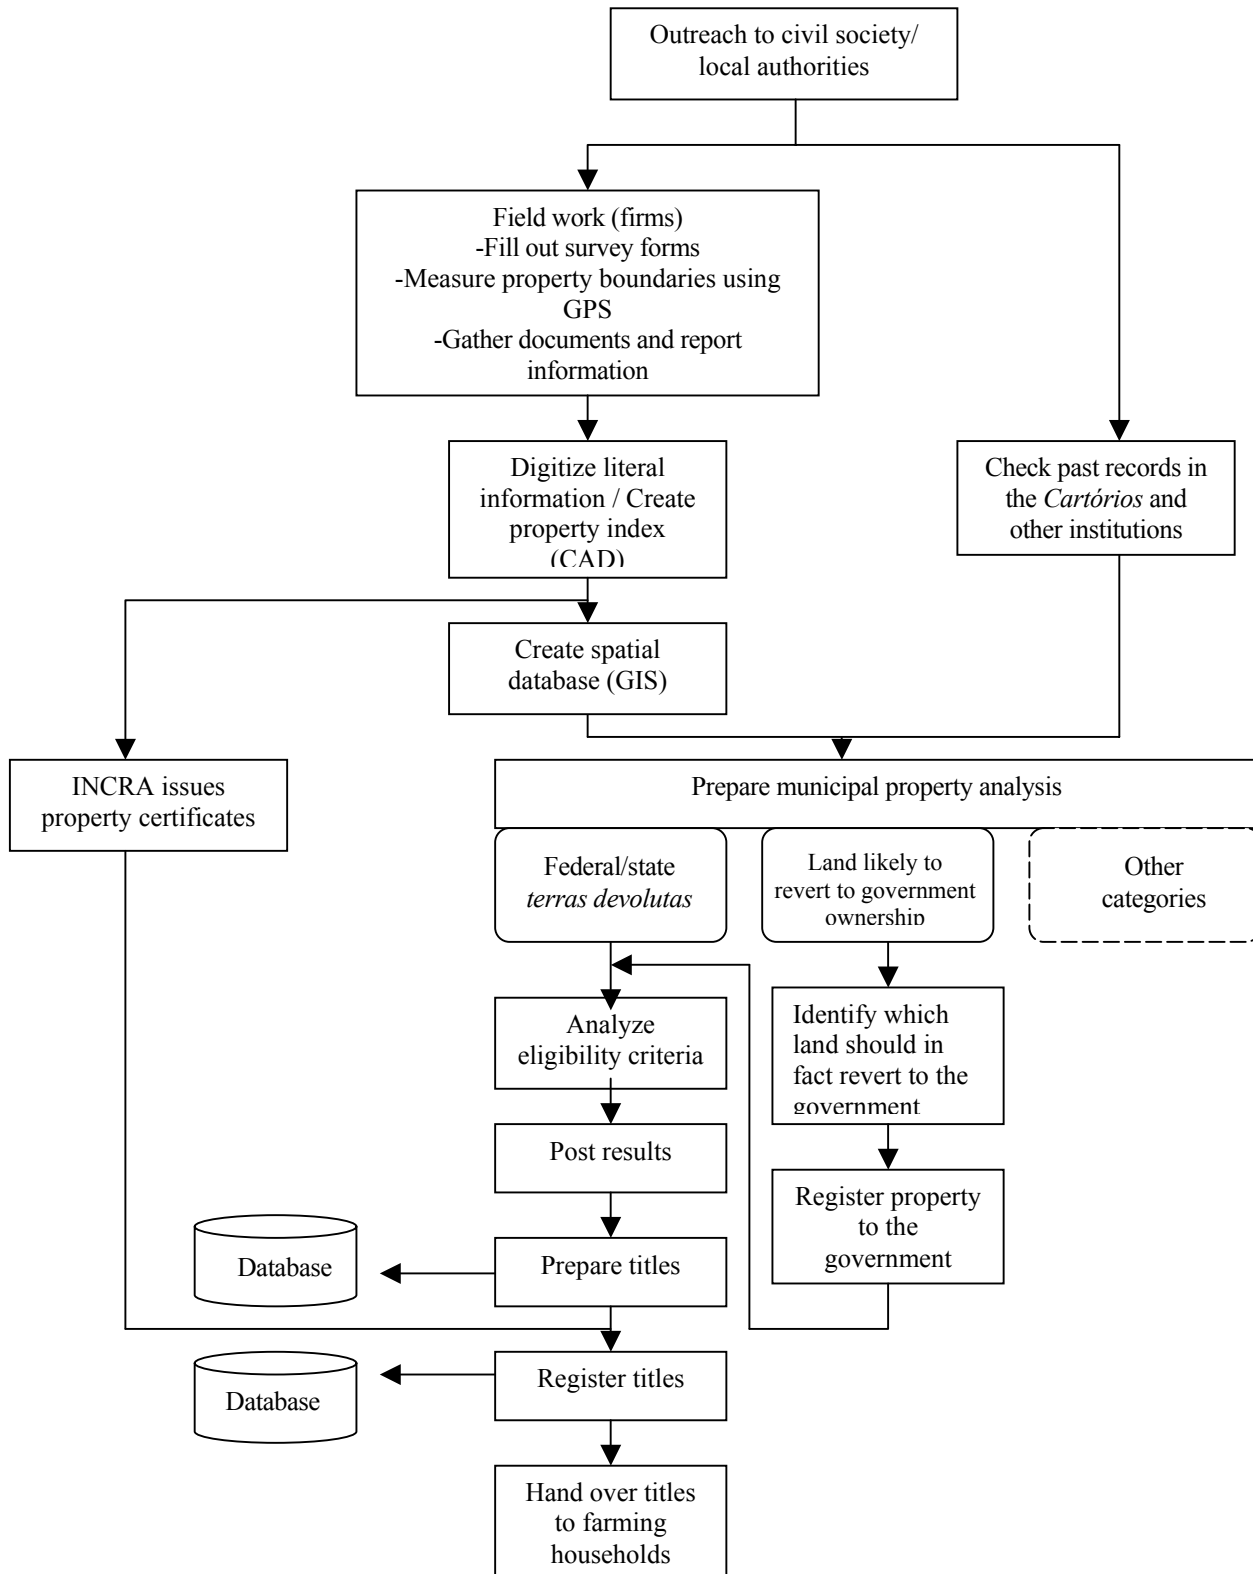 Outreach to civil society/
local authorities
Field work (firms)
-Fill out survey forms
-Measure property boundaries using
GPS
-Gather documents and report
information
Digitize literal
information / Create
property index
(CAD)
Check past records in
the Cartórios and
other institutions
Create spatial
database (GIS)
INCRA issues
property certificates
Prepare municipal property analysis
Federal/state
terras devolutas
Land likely to
revert to government
ownership
Other
categories
Analyze
eligibility criteria
Identify which
land should in
fact revert to the
government
Post results
Register property
to the
government
Database
Prepare titles
Database
Register titles
Hand over titles
to farming
households